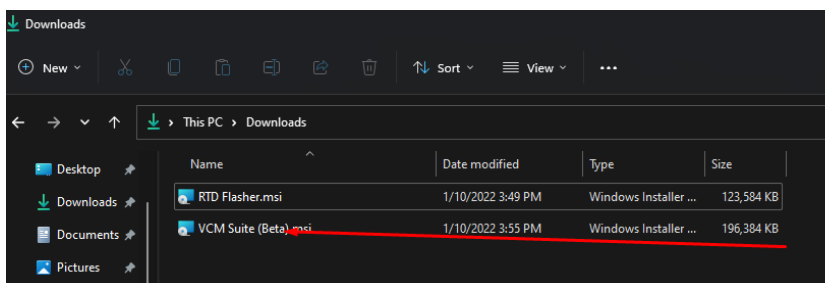 Downloads
New
Sort
View
This PC > Downloads
Name Date modified Type Size
Desktop
RTD Flasher.msi 1/10/2022 3:49 PM Windows Installer ... 123,584 KB
Downloads
VCM Suite (Beta).msi 1/10/2022 3:55 PM Windows Installer ... 196,384 KB
Documents
Pictures